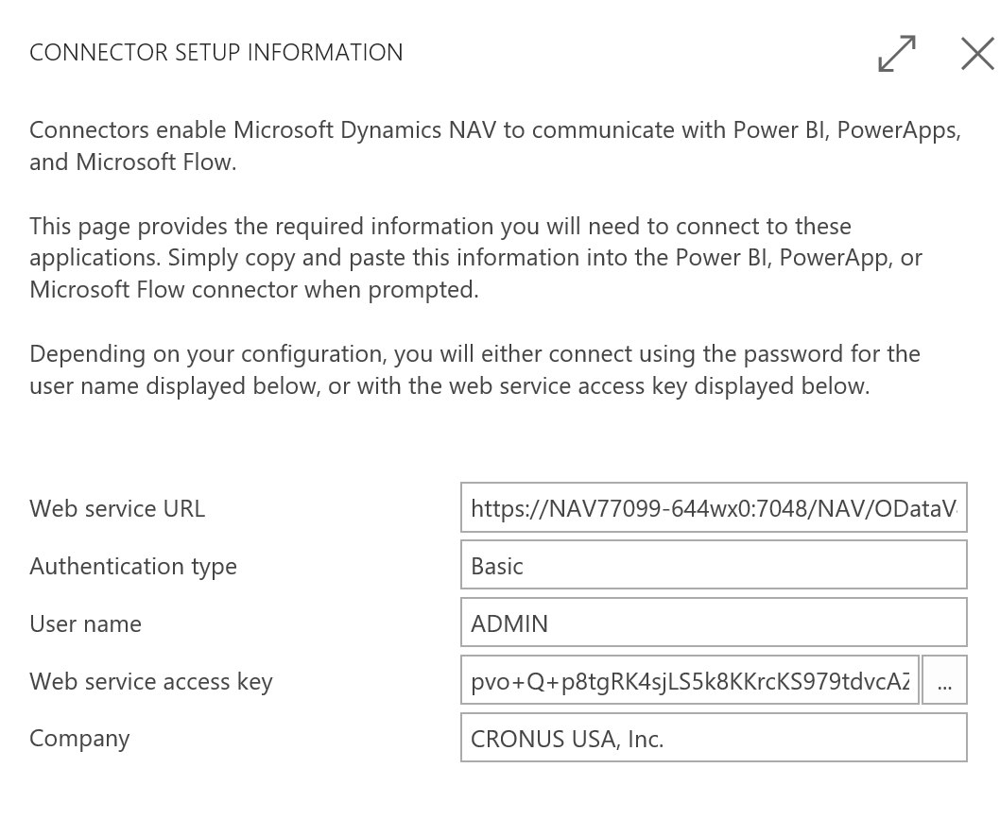 CONNECTOR SETUP INFORMATION
Connectors enable Microsoft Dynamics NAV to communicate with Power BI, PowerApps,
and Microsoft Flow.
This page provides the required information you will need to connect to these
applications. Simply copy and paste this information into the Power BI, PowerApp, or
Microsoft Flow connector when prompted.
Depending on your configuration, you will either connect using the password for the
user name displayed below, or with the web service access key displayed below.
Web service URL https://NAV77099-644wx0:7048/NAV/ODataV
Authentication type Basic
User name ADMIN
Web service access key pvo+Q+p8tgRK4sjLS5k8KKrcKS979tdvcAZ ...
Company CRONUS USA, Inc.